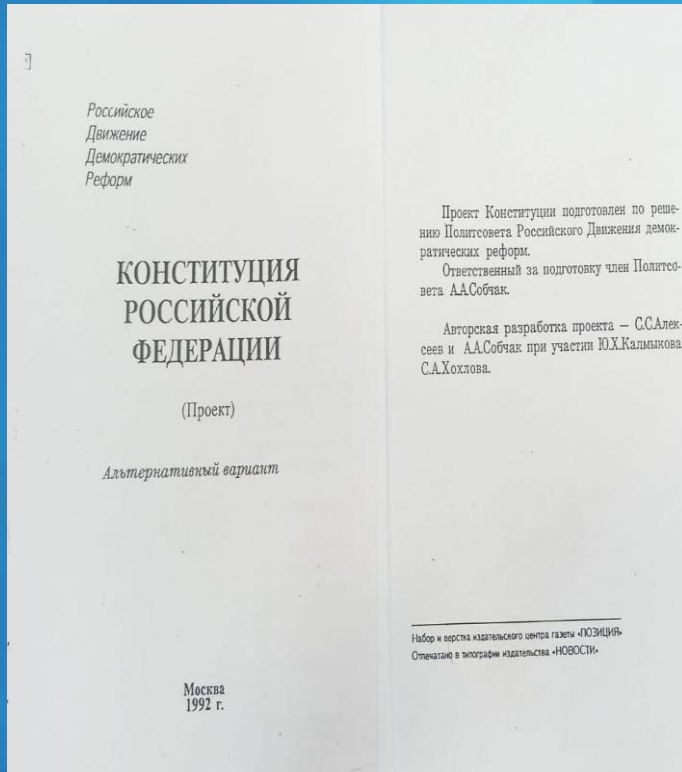 Российское
Движение
Демократических
Реформ
КОНСТИТУЦИЯ
РОССИЙСКОЙ
ФЕДЕРАЦИИ
(Проект)
Альтернативный вариант
Москва
1992 г.
Проект Конституции подготовлен по реше-
нию Политсовета Российского Движения демок-
ратических реформ.
Ответственный за подготовку член Политсо-
вета А.А.Собчак.
Авторская разработка проекта — С.С.Алек-
сеев и А.А.Собчак при участии Ю.Х.Калмыкова
С.А.Хохлова.
Набор и верстка издательского центра газеты «ПОЗИЦИЯ»
Отпечатано в типографии издательства «НОВОСТИ»